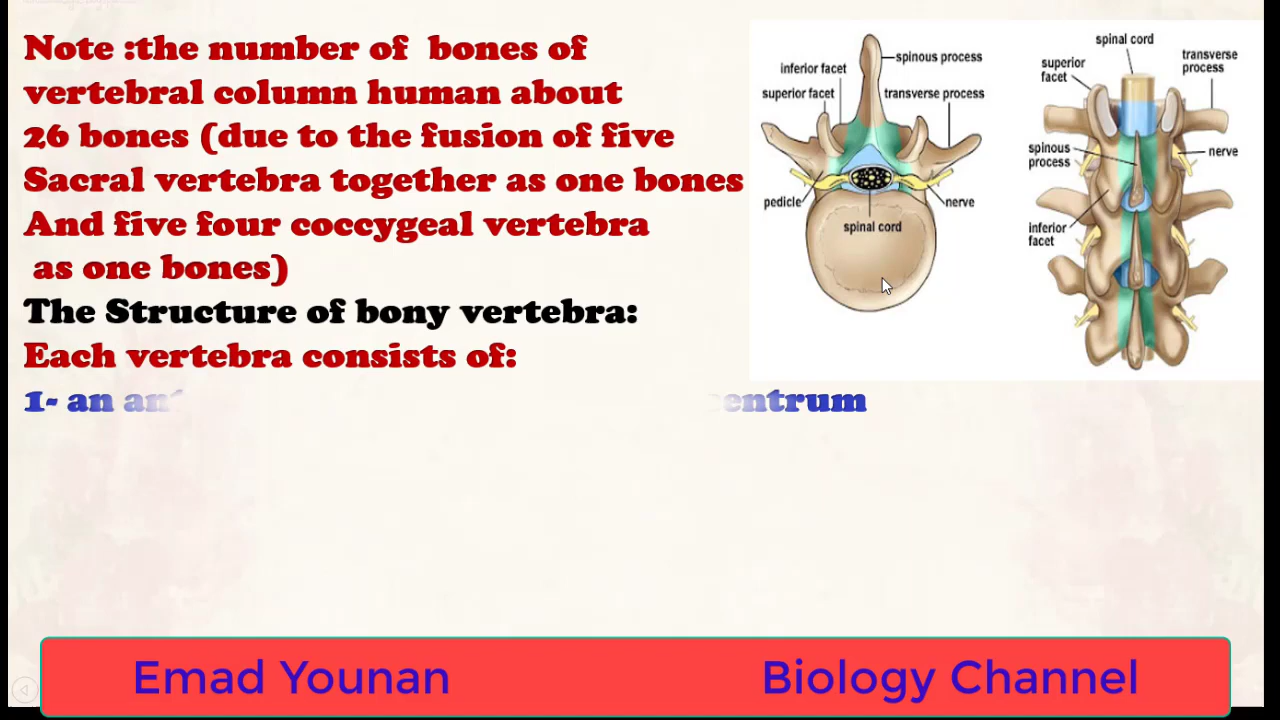 Note :the number of bones of
vertebral column human about
26 bones (due to the fusion of five
Sacral vertebra together as one bones
And five four coccygeal vertebra
as one bones)
The Structure of bony vertebra:
Each vertebra consists of:
1- an centrum
spinous process
inferior facet
superior facet
transverse process
pedicle
nerve
spinal cord
spinal cord
superior
facet
transverse
process
spinous
process
nerve
inferior
facet
Emad Younan
Biology Channel